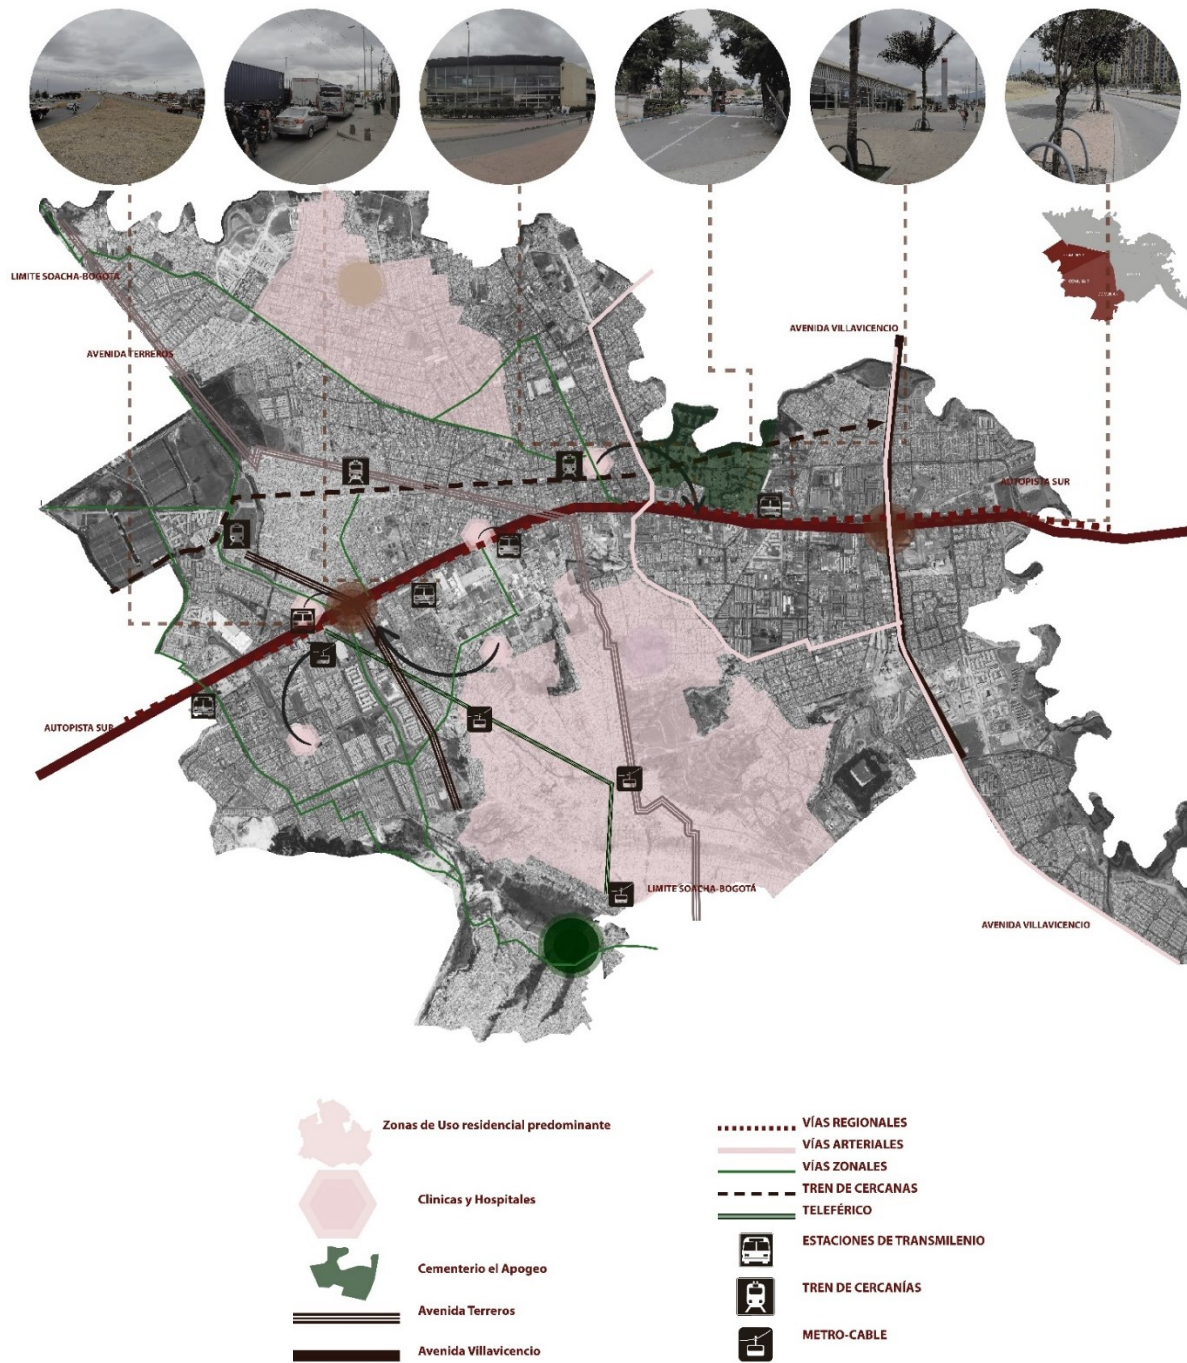 LIMITE SOACHA-BOGOTA
AVENIDA TERREROS
AVENIDA VILLAVICENCIO
AUTOPISTA SUR
AUTOPISTA SUR
LIMITE SOACHA-BOGOTÁ
AVENIDA VILLAVICENCIO
Zonas de Uso residencial predominante
Clinicas y Hospitales
Cementerio el Apogeo
Avenida Terreros
Avenida Villavicencio
VÍAS REGIONALES
VÍAS ARTERIALES
VÍAS ZONALES
TREN DE CERCANAS
TELEFÉRICO
ESTACIONES DE TRANSMILENIO
TREN DE CERCANÍAS
METRO-CABLE